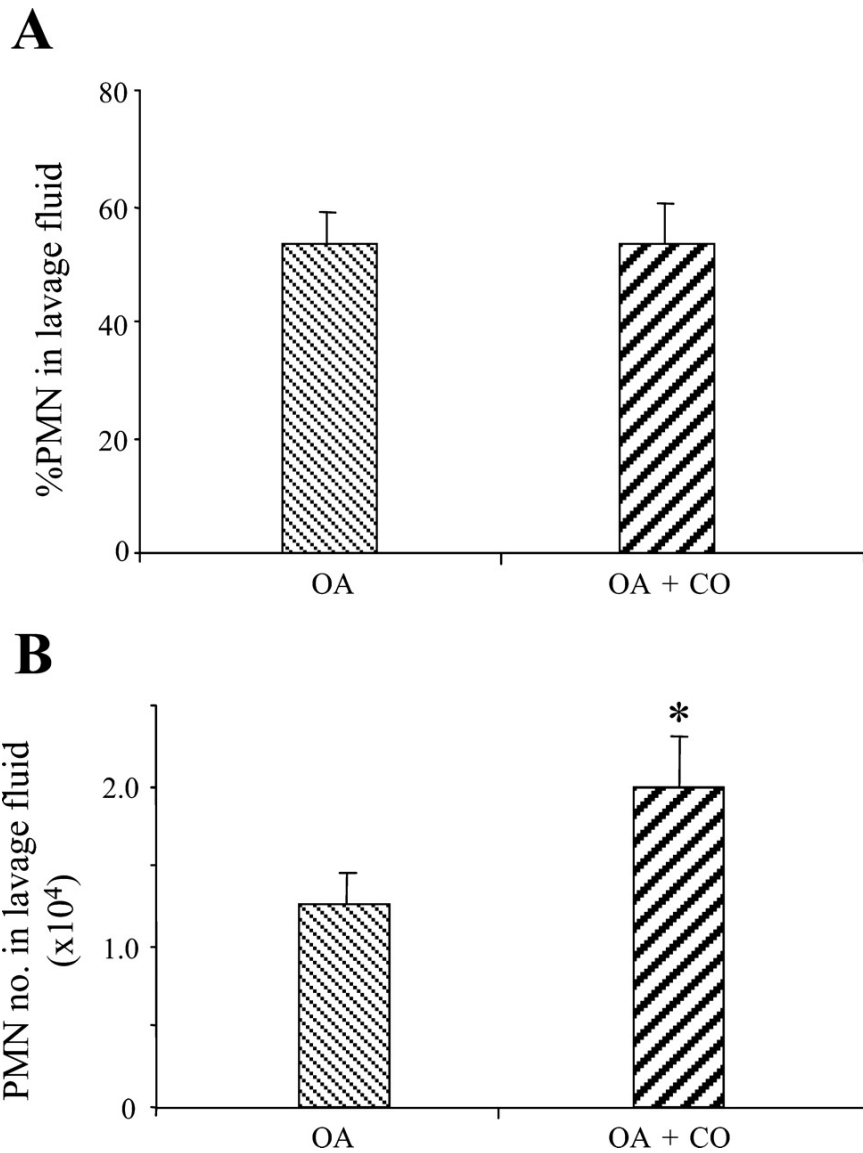 A
80
60
40
20
0
%PMN in lavage fluid
OA
OA + CO
B
*
2.0
1.0
0
PMN no. in lavage fluid
(x10⁴)
OA
OA + CO